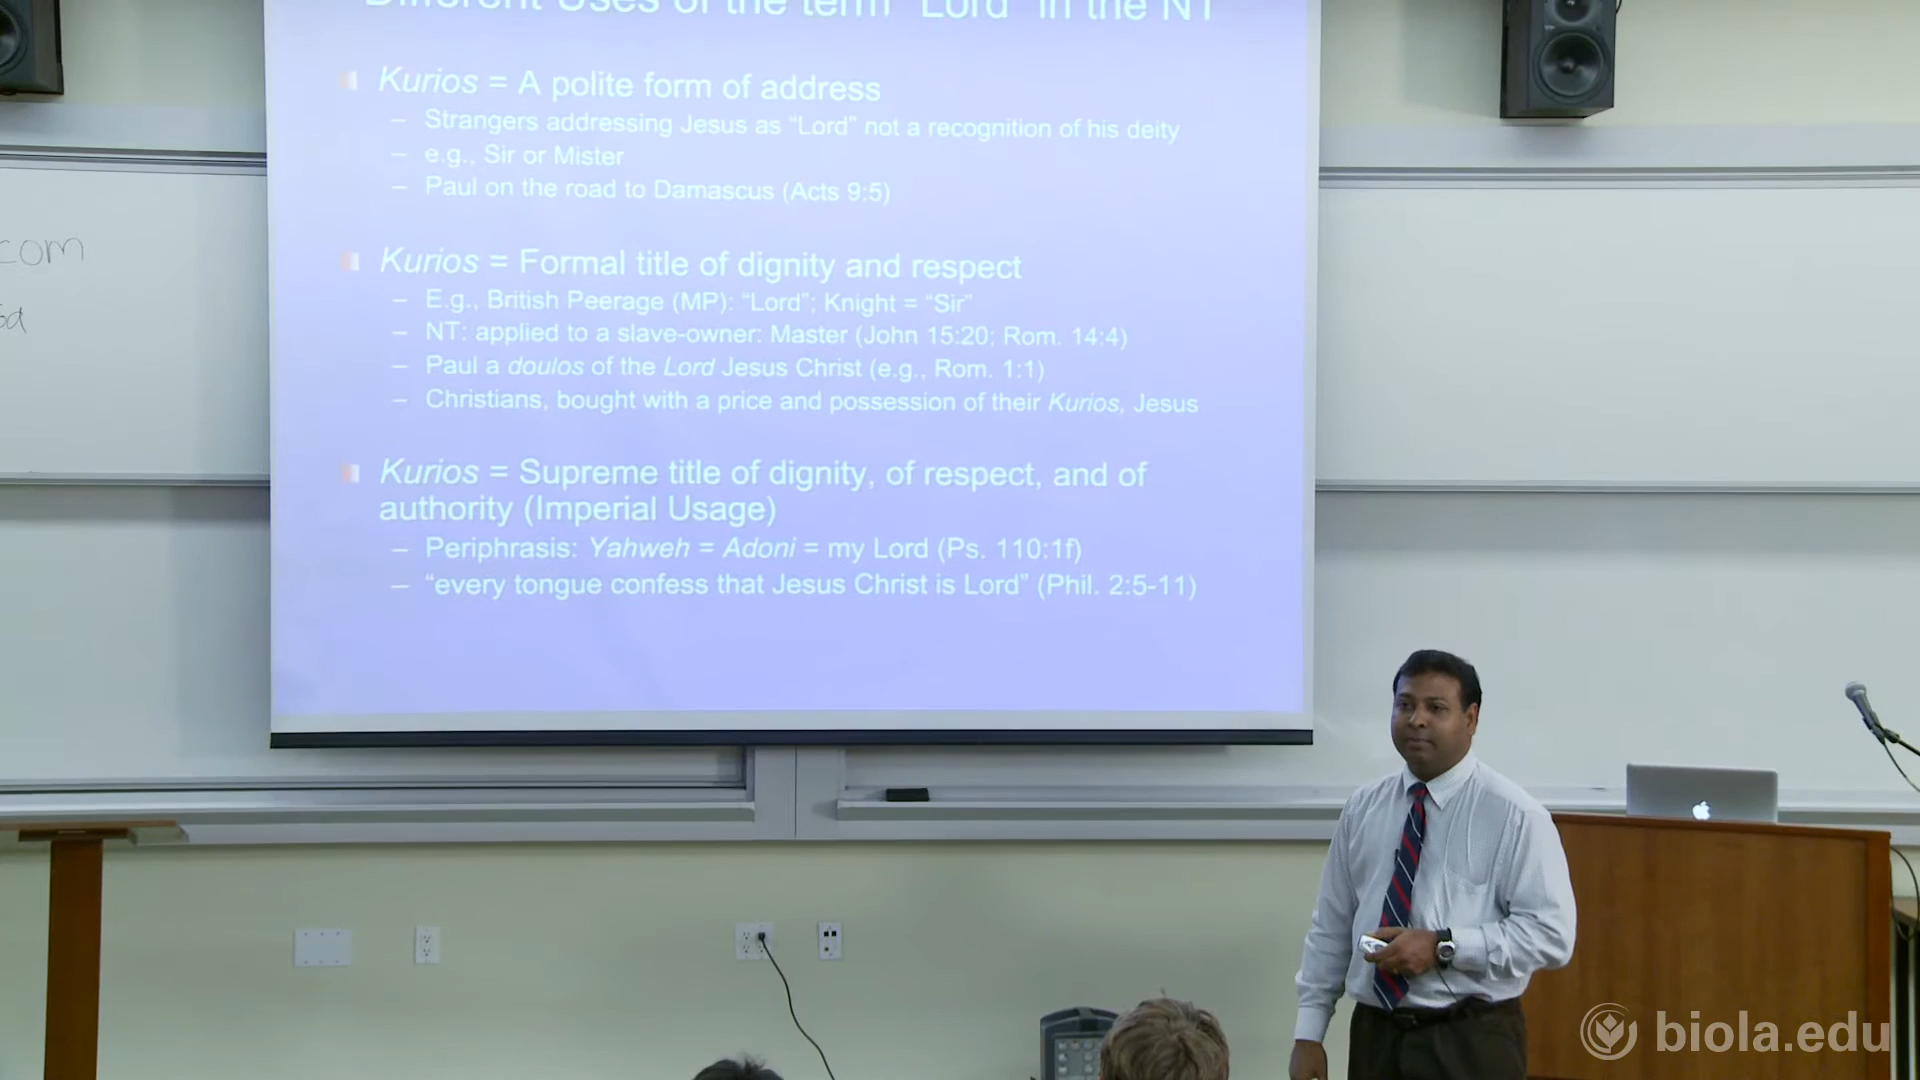 Different Uses of the term "Lord" in the NT
Kurios = A polite form of address
– Strangers addressing Jesus as “Lord” not a recognition of his deity
– e.g., Sir or Mister
– Paul on the road to Damascus (Acts 9:5)
Kurios = Formal title of dignity and respect
– E.g., British Peerage (MP): “Lord”; Knight = “Sir”
– NT: applied to a slave-owner: Master (John 15:20; Rom. 14:4)
– Paul a doulos of the Lord Jesus Christ (e.g., Rom. 1:1)
– Christians, bought with a price and possession of their Kurios, Jesus
Kurios = Supreme title of dignity, of respect, and of
authority (Imperial Usage)
– Periphrasis: Yahweh = Adoni = my Lord (Ps. 110:1f)
– “every tongue confess that Jesus Christ is Lord” (Phil. 2:5-11)
com
biola.edu